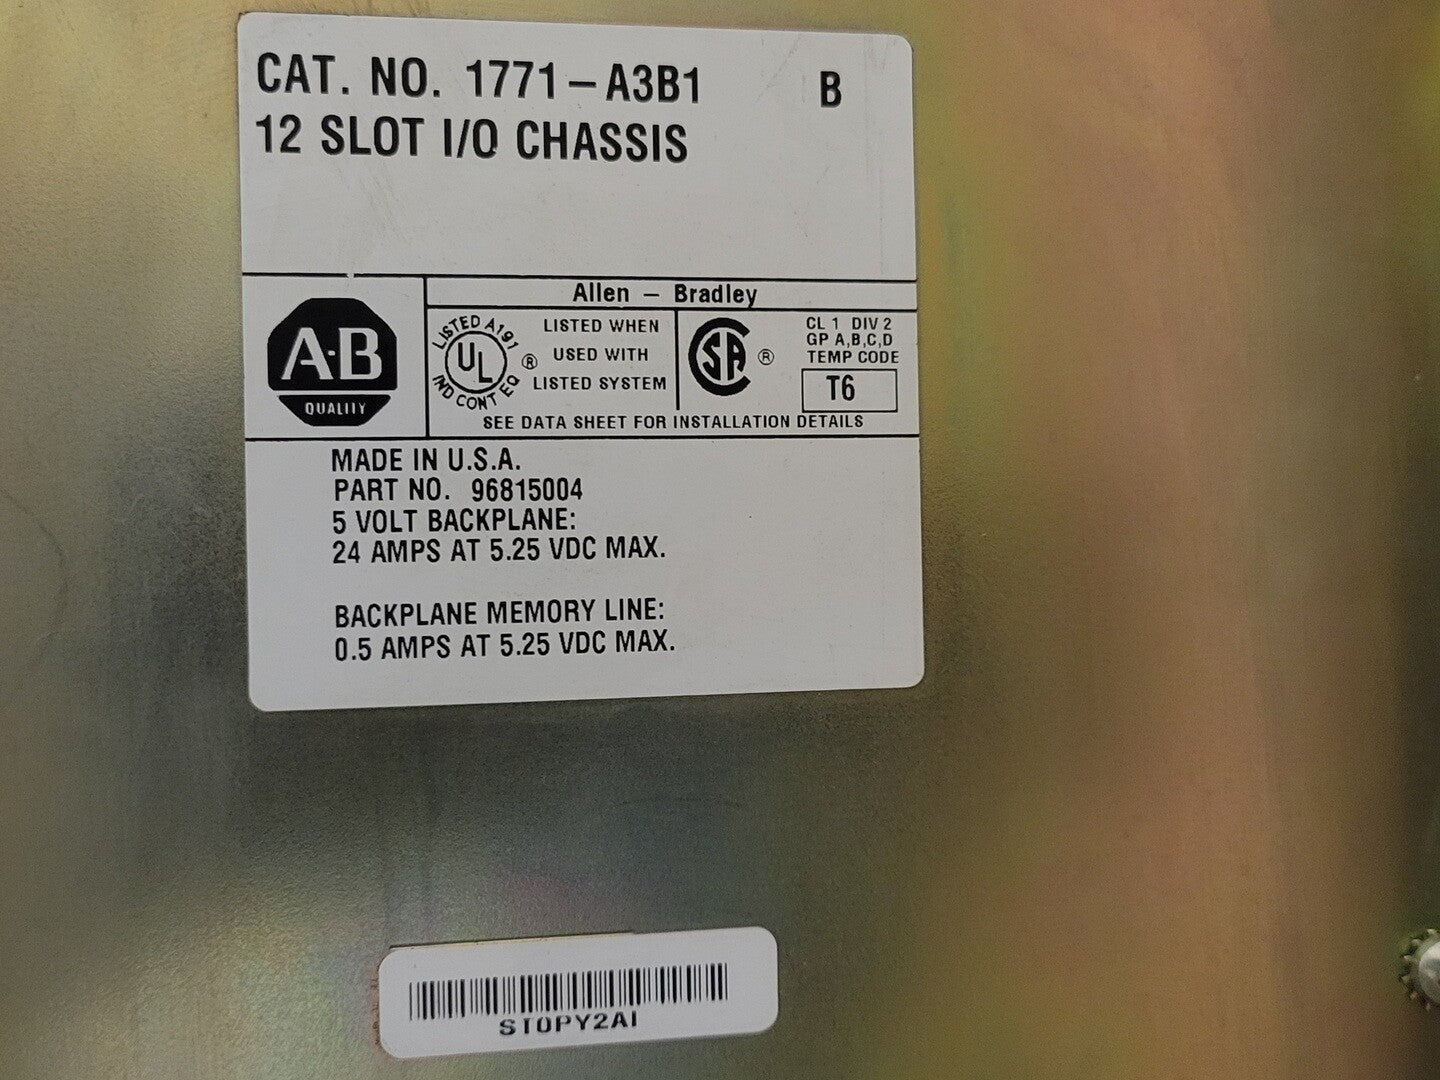 CAT. NO. 1771-A3B1 B
12 SLOT I/O CHASSIS
Allen - Bradley
A-B
QUALITY
LISTED A191
UL ®
IND CONT EQ
LISTED WHEN
USED WITH
LISTED SYSTEM
SA ®
CL 1 DIV 2
GP A,B,C,D
TEMP CODE
T6
SEE DATA SHEET FOR INSTALLATION DETAILS
MADE IN U.S.A.
PART NO. 96815004
5 VOLT BACKPLANE:
24 AMPS AT 5.25 VDC MAX.
BACKPLANE MEMORY LINE:
0.5 AMPS AT 5.25 VDC MAX.